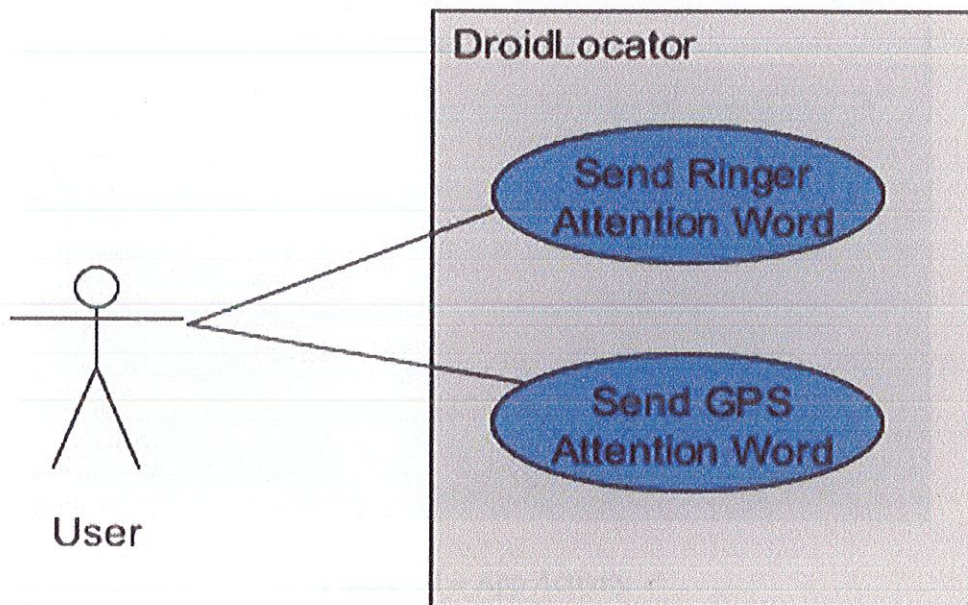 DroidLocator
Send Ringer
Attention Word
Send GPS
Attention Word
User